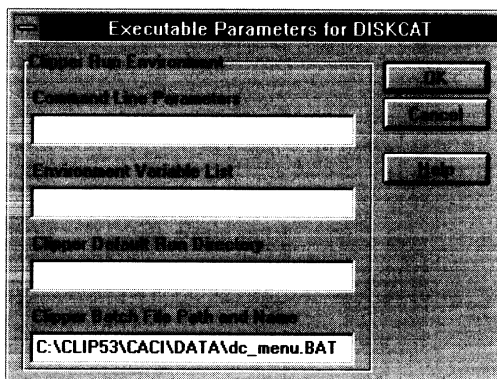 Executable Parameters for DISKCAT
Clipper Run Environment
Command Line Parameters
Environment Variable List
Clipper Default Run Directory
Clipper Batch File Path and Name
C:\CLIP53\CACI\DATA\dc_menu.BAT
OK
Cancel
Help